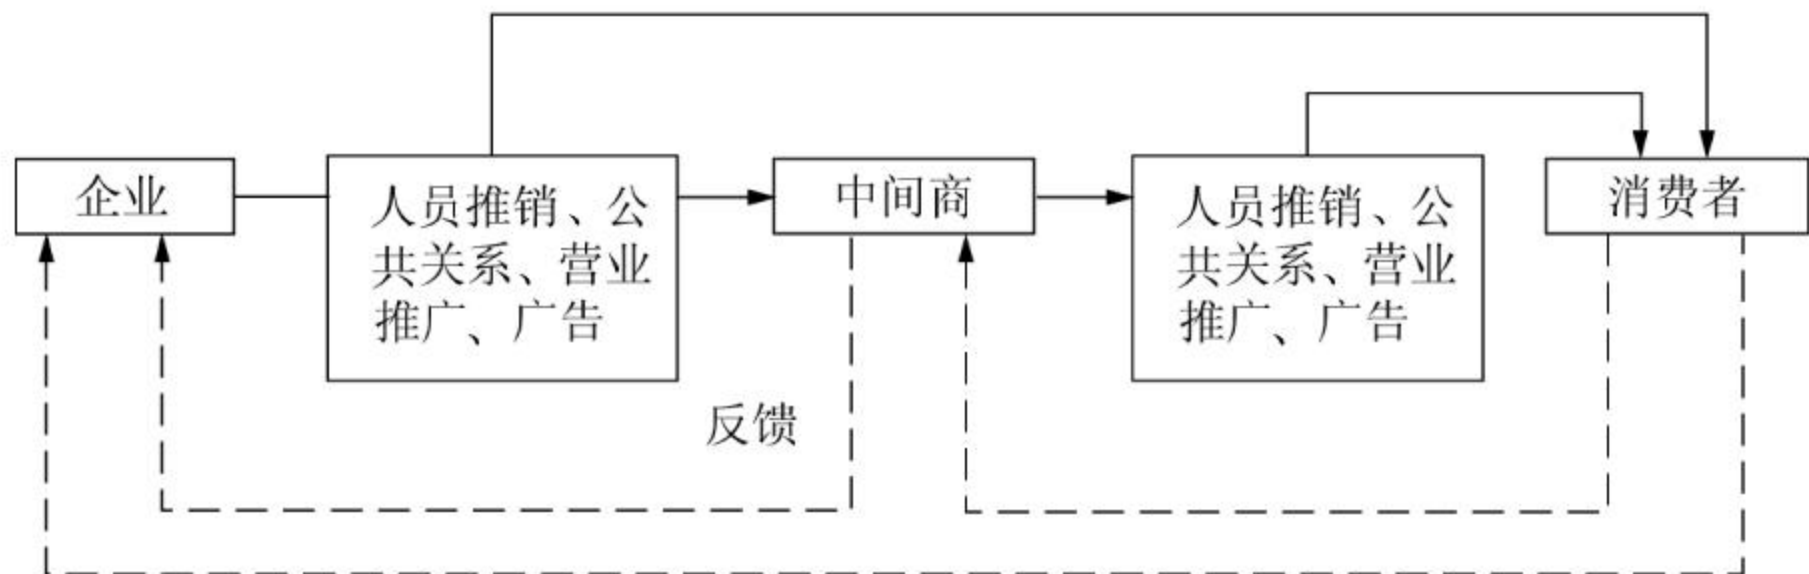 企业
人员推销、公
共关系、营业
推广、广告
中间商
人员推销、公
共关系、营业
推广、广告
消费者
反馈